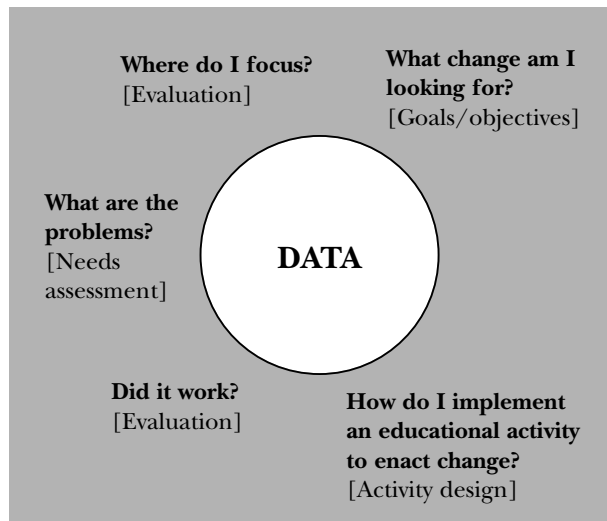 Where do I focus?
[Evaluation]
What change am I
looking for?
[Goals/objectives]
What are the
problems?
[Needs
assessment]
DATA
Did it work?
[Evaluation]
How do I implement
an educational activity
to enact change?
[Activity design]